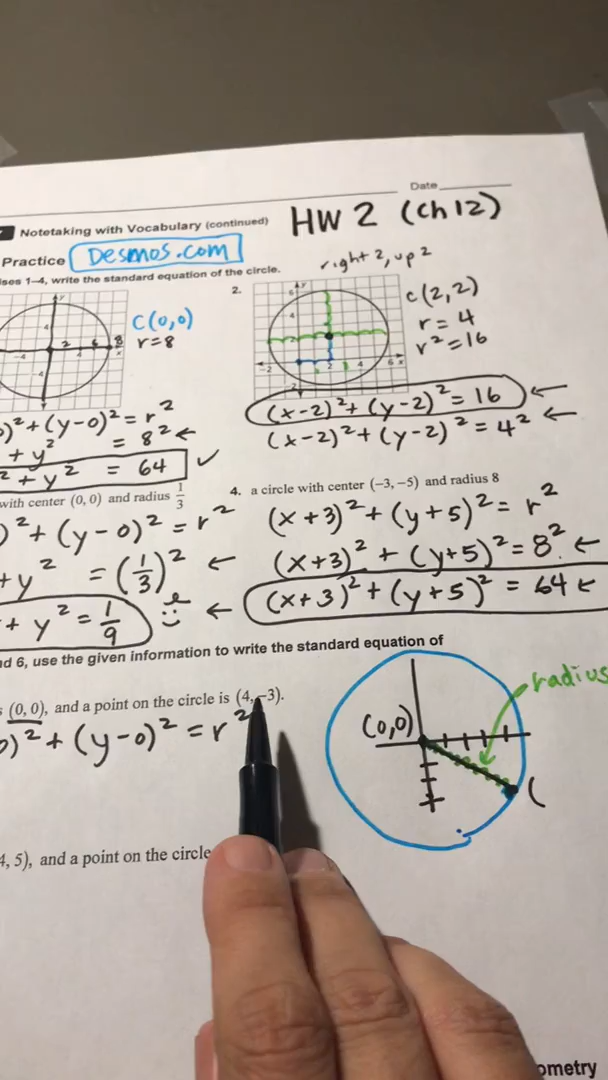 Date
Notetaking with Vocabulary (continued)
HW 2 (Ch 12)
Practice
Desmos.com
ises 1–4, write the standard equation of the circle.
C(0,0)
r=8
)²+(y-0)²=r²
= 8² ←
+ y²
² + y² = 64 ✓
2.
right 2, up 2
C(2,2)
r = 4
r² = 16
(x-2)²+(y-2)²=16 ←
(x-2)²+(y-2)²=4² ←
with center (0, 0) and radius 1/3
)²+(y-0)²=r²
+y² = (1/3)² ←
+ y² = 1/9 ←
4. a circle with center (−3, −5) and radius 8
(x+3)²+(y+5)²=r²
(x+3)²+(y+5)²=8² ←
(x+3)²+(y+5)²=64 ←
nd 6, use the given information to write the standard equation of
(0, 0), and a point on the circle is (4, −3).
)²+(y-0)²=r²
radius
(0,0)
(
4, 5), and a point on the circle
ometry